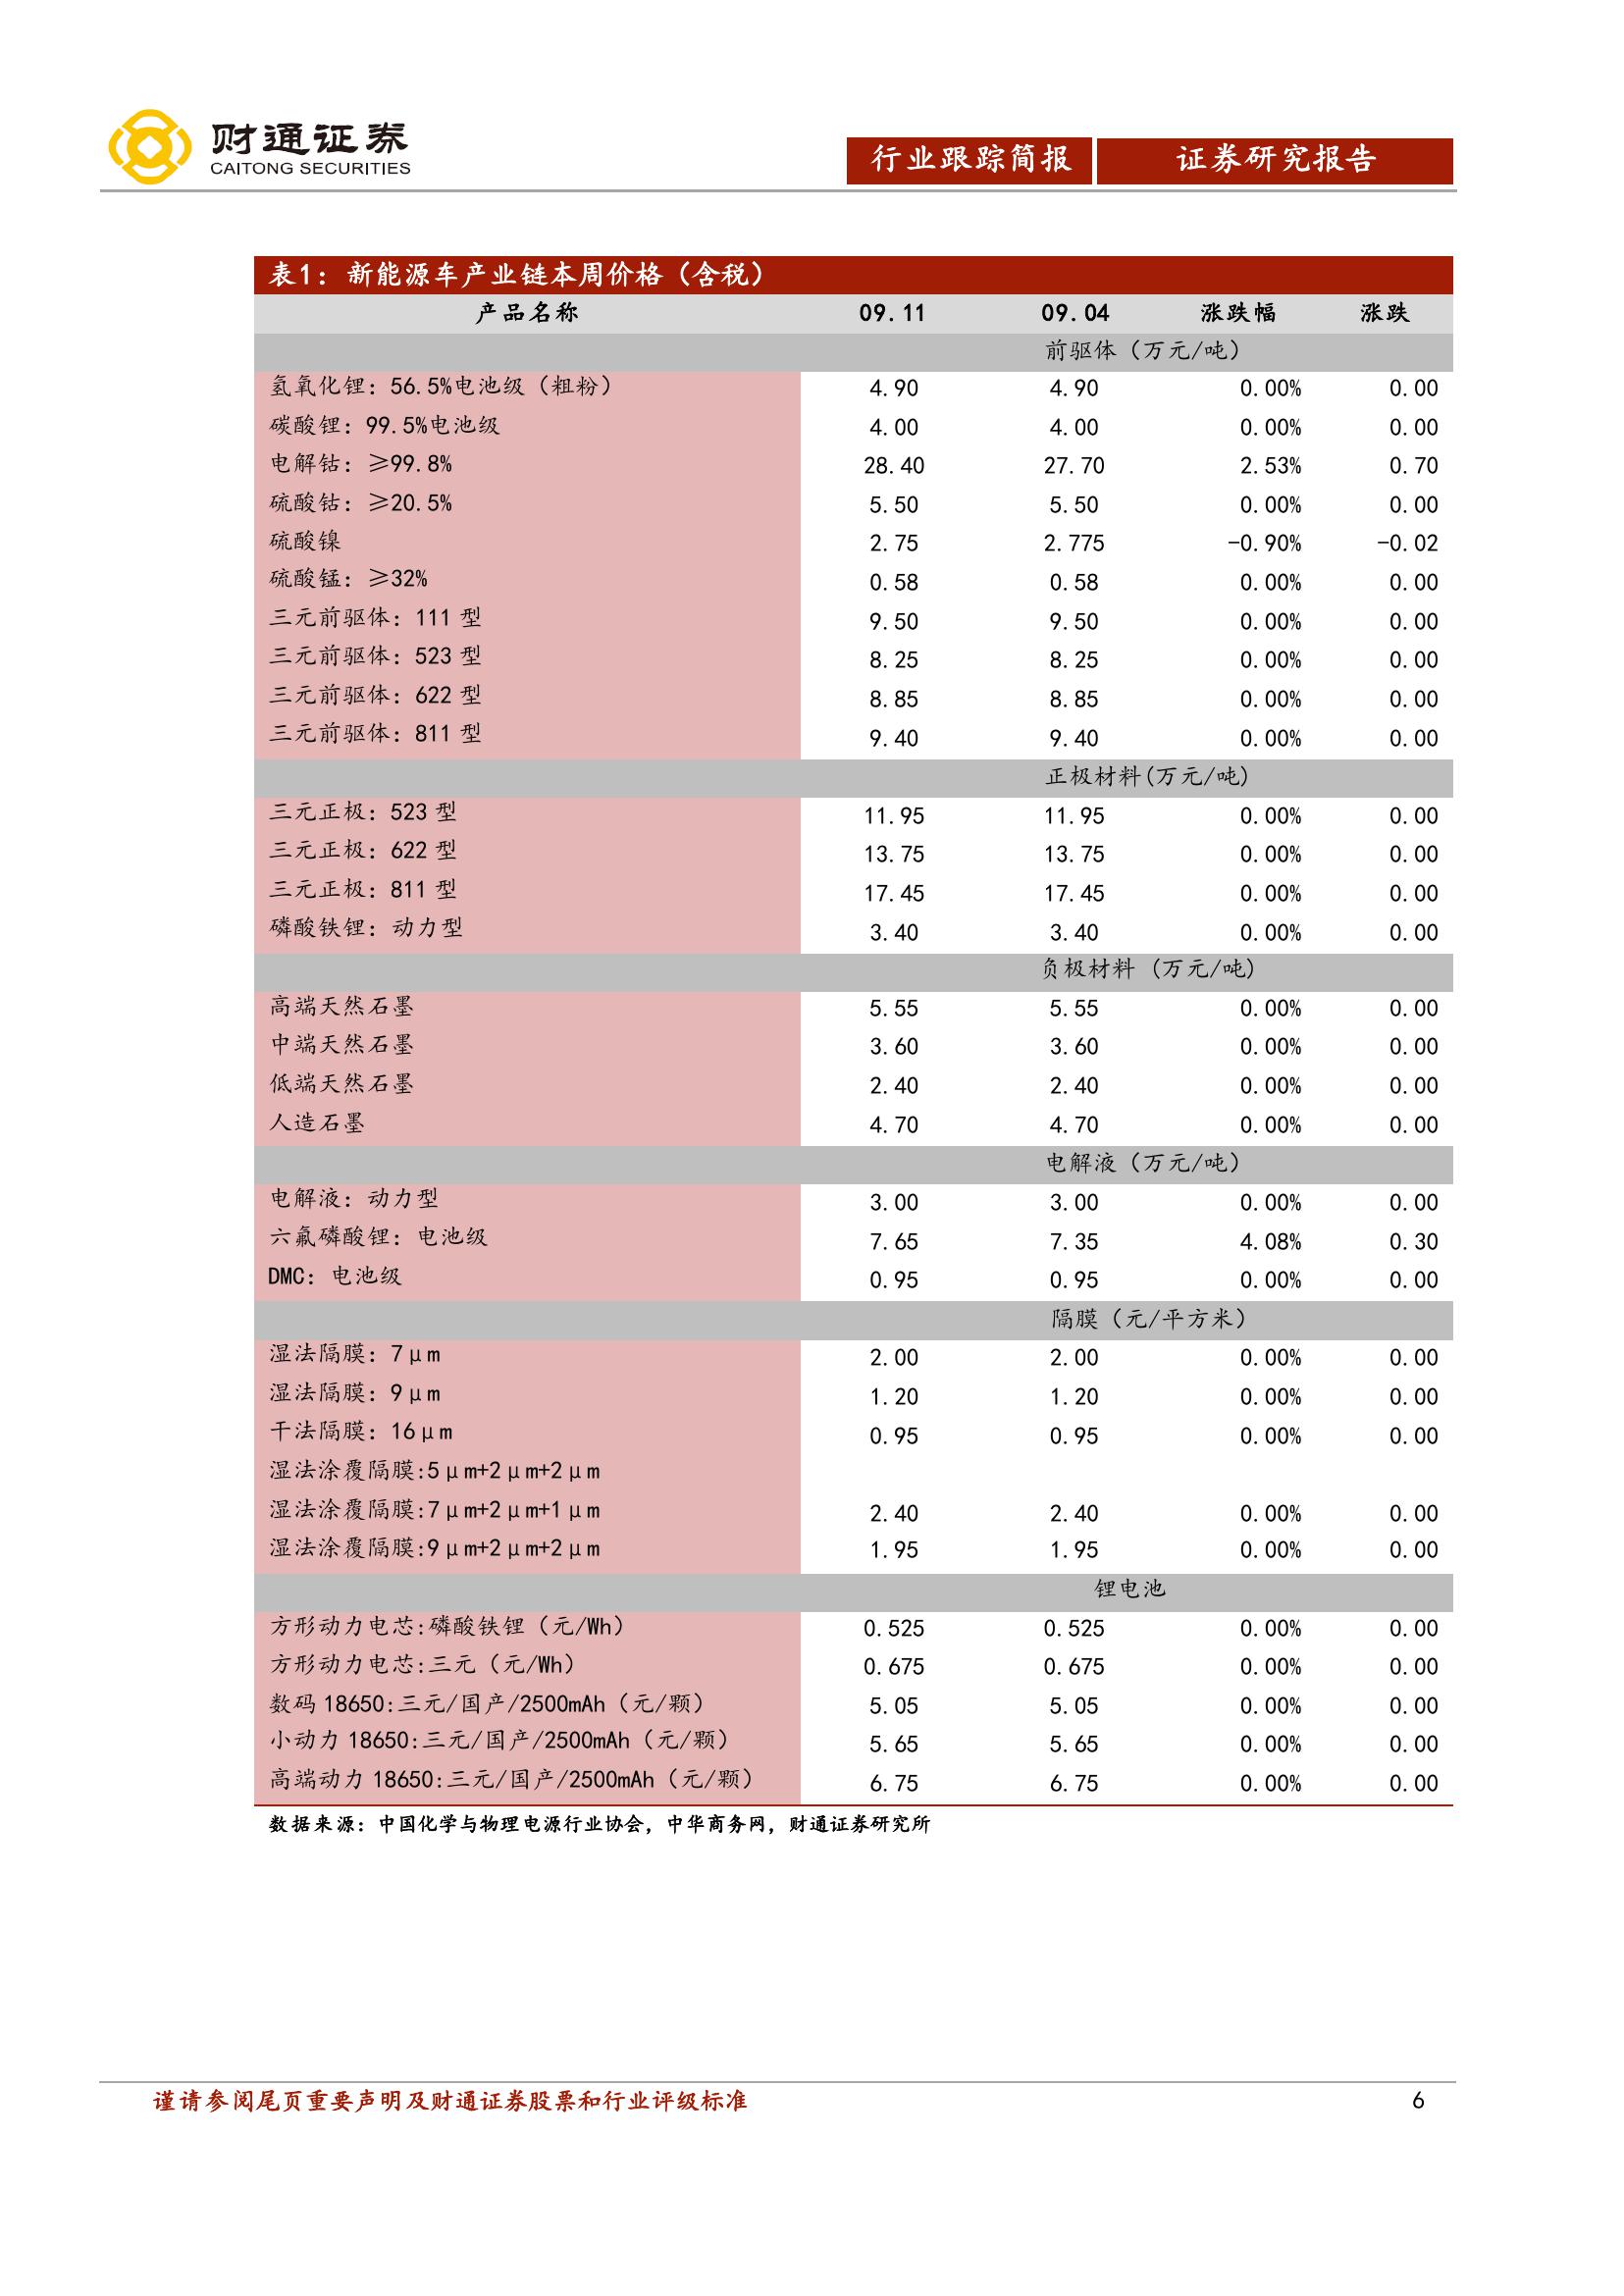 财通证券
CAITONG SECURITIES
行业跟踪简报 证券研究报告
表1：新能源车产业链本周价格（含税）
产品名称 09.11 09.04 涨跌幅 涨跌
前驱体（万元/吨）
氢氧化锂：56.5%电池级（粗粉） 4.90 4.90 0.00% 0.00
碳酸锂：99.5%电池级 4.00 4.00 0.00% 0.00
电解钴：≥99.8% 28.40 27.70 2.53% 0.70
硫酸钴：≥20.5% 5.50 5.50 0.00% 0.00
硫酸镍 2.75 2.775 -0.90% -0.02
硫酸锰：≥32% 0.58 0.58 0.00% 0.00
三元前驱体：111 型 9.50 9.50 0.00% 0.00
三元前驱体：523 型 8.25 8.25 0.00% 0.00
三元前驱体：622 型 8.85 8.85 0.00% 0.00
三元前驱体：811 型 9.40 9.40 0.00% 0.00
正极材料(万元/吨)
三元正极：523 型 11.95 11.95 0.00% 0.00
三元正极：622 型 13.75 13.75 0.00% 0.00
三元正极：811 型 17.45 17.45 0.00% 0.00
磷酸铁锂：动力型 3.40 3.40 0.00% 0.00
负极材料 (万元/吨)
高端天然石墨 5.55 5.55 0.00% 0.00
中端天然石墨 3.60 3.60 0.00% 0.00
低端天然石墨 2.40 2.40 0.00% 0.00
人造石墨 4.70 4.70 0.00% 0.00
电解液（万元/吨）
电解液：动力型 3.00 3.00 0.00% 0.00
六氟磷酸锂：电池级 7.65 7.35 4.08% 0.30
DMC：电池级 0.95 0.95 0.00% 0.00
隔膜（元/平方米）
湿法隔膜：7μm 2.00 2.00 0.00% 0.00
湿法隔膜：9μm 1.20 1.20 0.00% 0.00
干法隔膜：16μm 0.95 0.95 0.00% 0.00
湿法涂覆隔膜:5μm+2μm+2μm
湿法涂覆隔膜:7μm+2μm+1μm 2.40 2.40 0.00% 0.00
湿法涂覆隔膜:9μm+2μm+2μm 1.95 1.95 0.00% 0.00
锂电池
方形动力电芯:磷酸铁锂（元/Wh） 0.525 0.525 0.00% 0.00
方形动力电芯:三元（元/Wh） 0.675 0.675 0.00% 0.00
数码 18650:三元/国产/2500mAh（元/颗） 5.05 5.05 0.00% 0.00
小动力 18650:三元/国产/2500mAh（元/颗） 5.65 5.65 0.00% 0.00
高端动力 18650:三元/国产/2500mAh（元/颗） 6.75 6.75 0.00% 0.00
数据来源：中国化学与物理电源行业协会，中华商务网，财通证券研究所
谨请参阅尾页重要声明及财通证券股票和行业评级标准 6